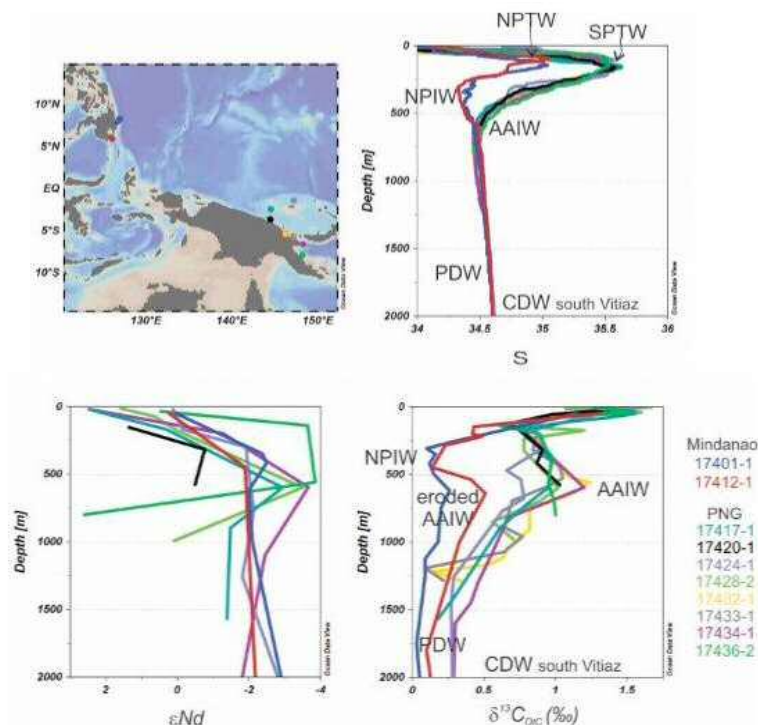 10°N
5°N
EQ
5°S
10°S
130°E
140°E
150°E
Ocean Data View
NPTW
SPTW
NPIW
AAIW
PDW
CDW south Vitiaz
Depth [m]
0
500
1000
1500
2000
34
34.5
35
35.5
36
S
Ocean Data View
Depth [m]
0
500
1000
1500
2000
2
0
-2
-4
εNd
Ocean Data View
NPIW
eroded
AAIW
AAIW
PDW
CDW south Vitiaz
Depth [m]
0
500
1000
1500
2000
0
0.5
1
1.5
δ¹³C_DIC (‰)
Ocean Data View
Mindanao
17401-1
17412-1
PNG
17417-1
17420-1
17424-1
17428-2
17432-1
17433-1
17434-1
17436-2